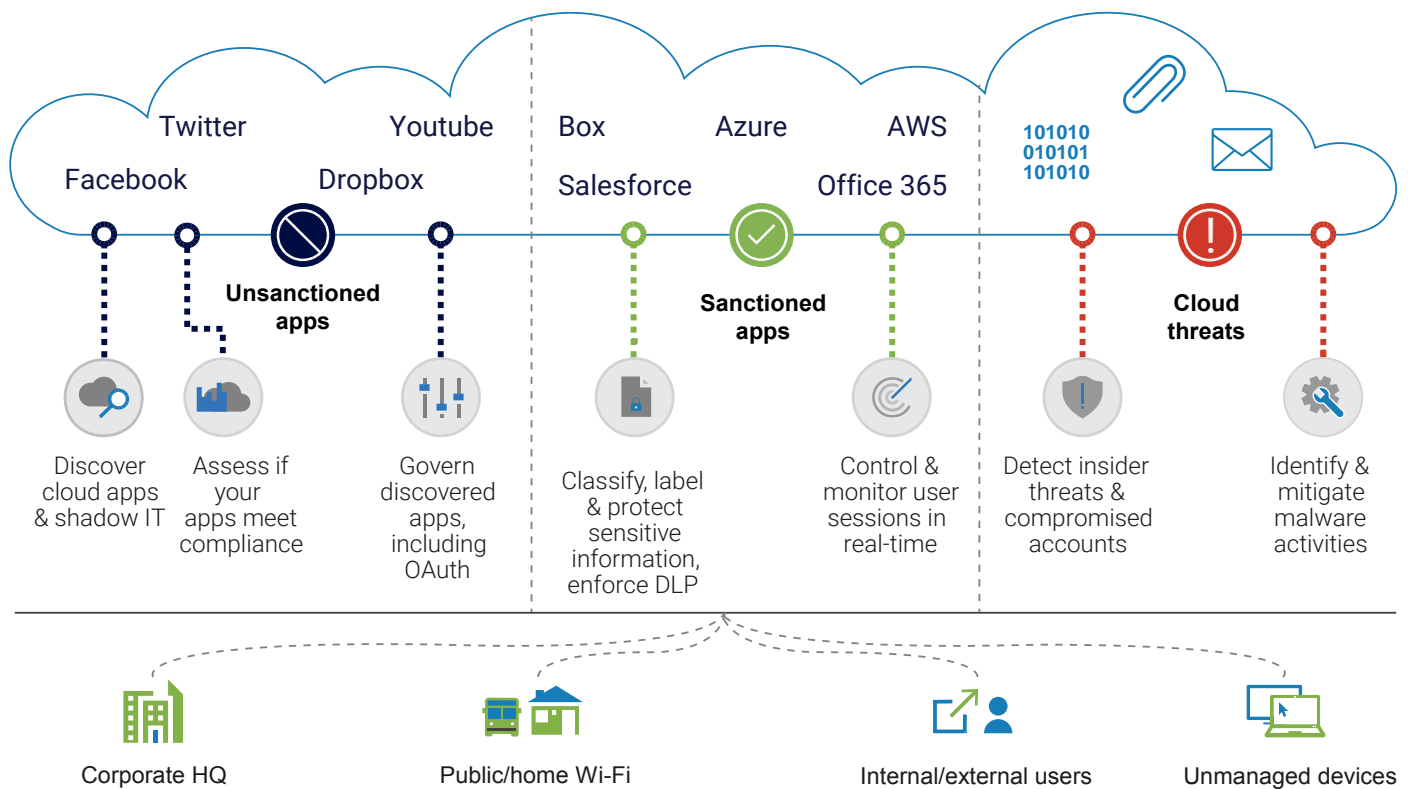 Twitter
Youtube
Facebook
Dropbox
Box
Azure
AWS
Salesforce
Office 365
101010
010101
101010
Unsanctioned
apps
Sanctioned
apps
Cloud
threats
Discover
cloud apps
& shadow IT
Assess if
your
apps meet
compliance
Govern
discovered
apps,
including
OAuth
Classify, label
& protect
sensitive
information,
enforce DLP
Control &
monitor user
sessions in
real-time
Detect insider
threats &
compromised
accounts
Identify &
mitigate
malware
activities
Corporate HQ
Public/home Wi-Fi
Internal/external users
Unmanaged devices